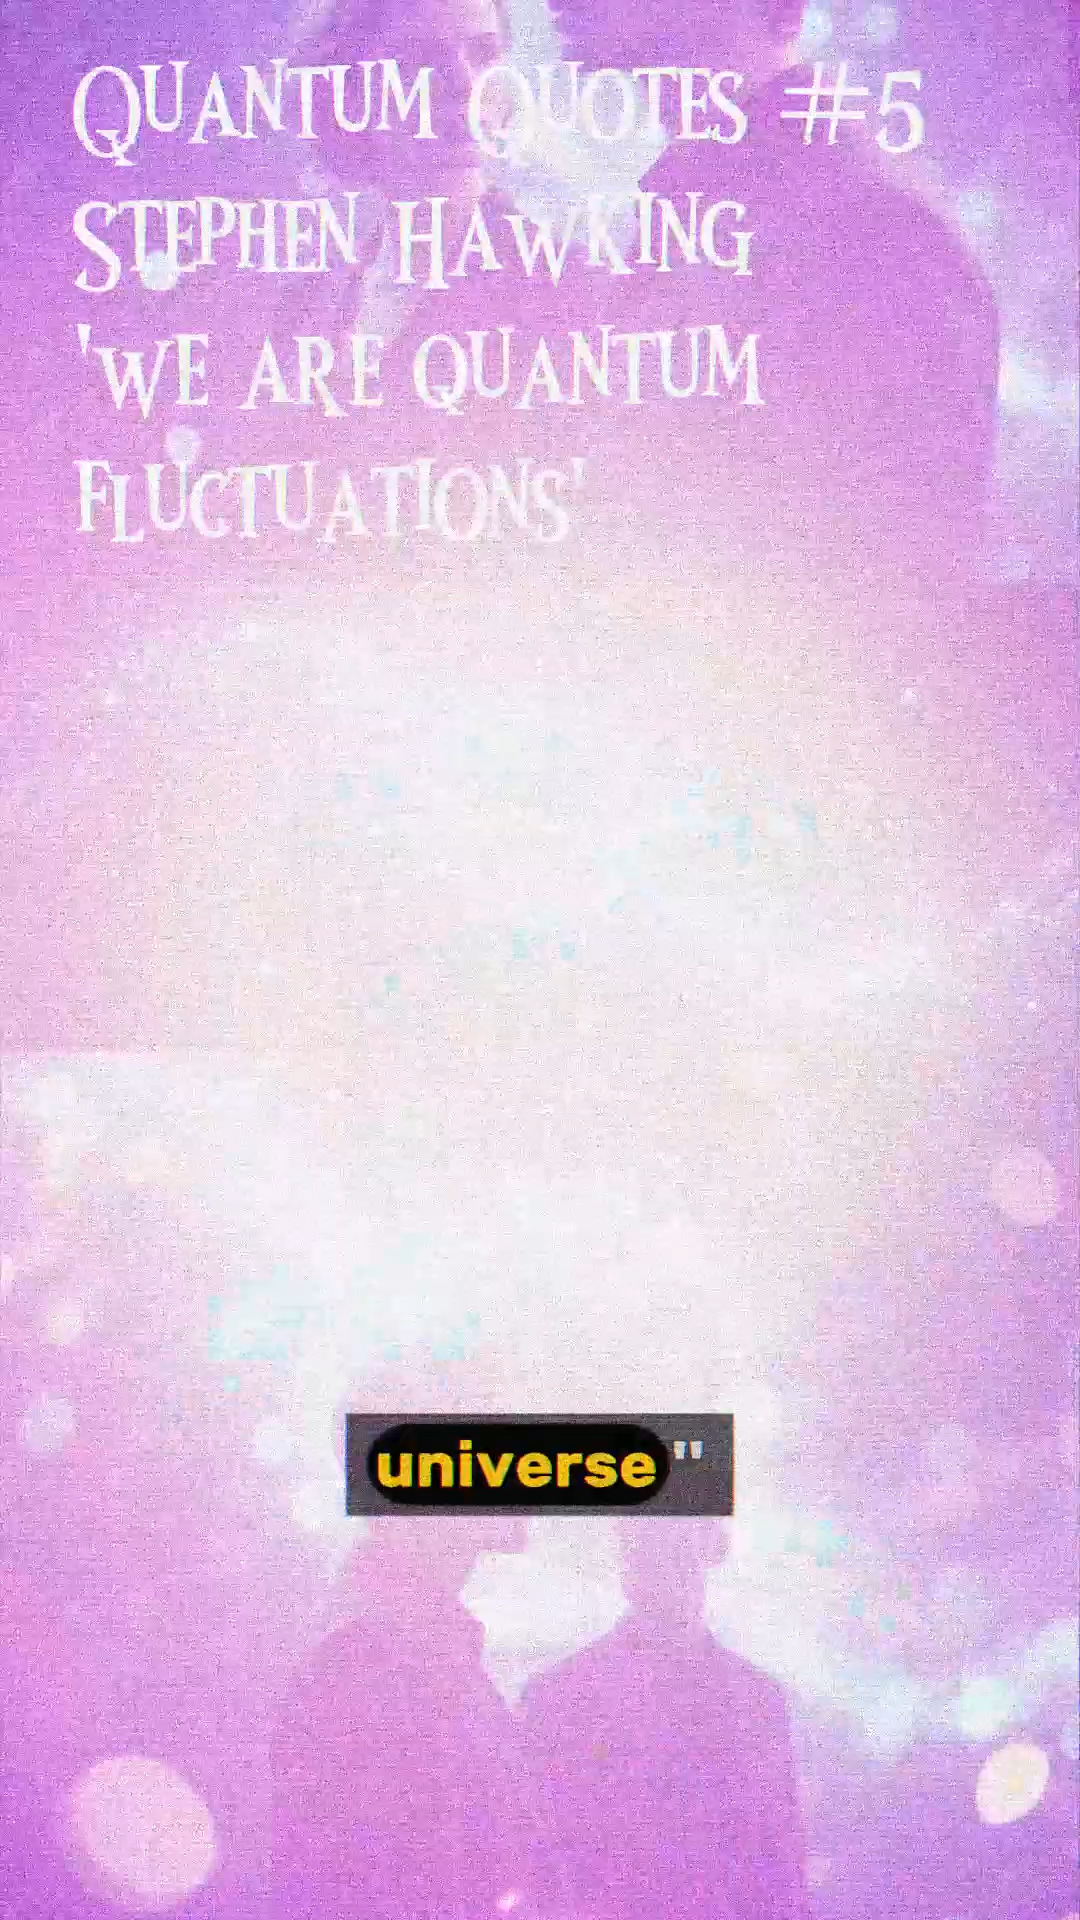 Quantum Quotes #5
Stephen Hawking
'we are quantum
fluctuations'
universe"